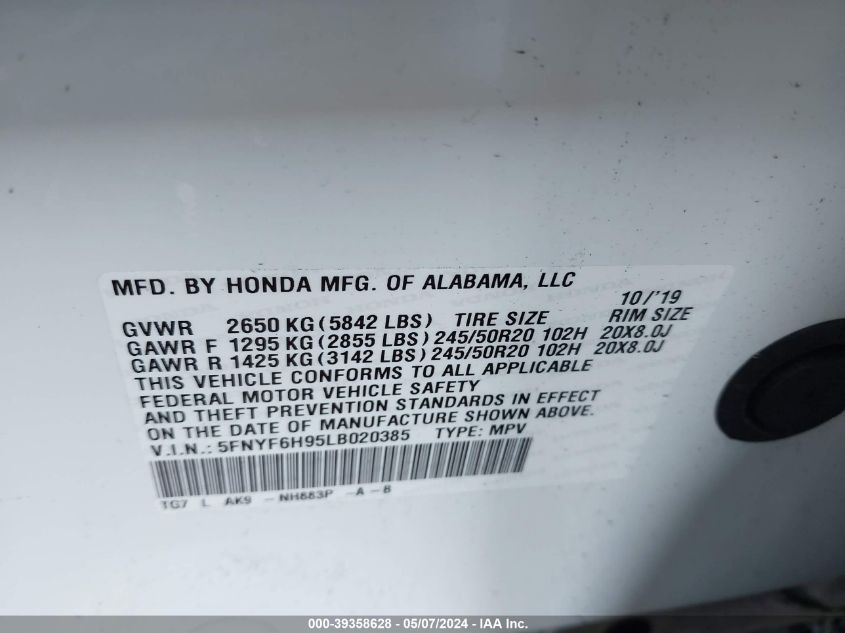 MFD. BY HONDA MFG. OF ALABAMA, LLC
10/'19
GVWR 2650 KG (5842 LBS) TIRE SIZE RIM SIZE
GAWR F 1295 KG (2855 LBS) 245/50R20 102H 20X8.0J
GAWR R 1425 KG (3142 LBS) 245/50R20 102H 20X8.0J
THIS VEHICLE CONFORMS TO ALL APPLICABLE
FEDERAL MOTOR VEHICLE SAFETY
AND THEFT PREVENTION STANDARDS IN EFFECT
ON THE DATE OF MANUFACTURE SHOWN ABOVE.
V.I.N.: 5FNYF6H95LB020385 TYPE: MPV
TG7 L AK9 - NH883P -A-B
000-39358628 - 05/07/2024 - IAAY